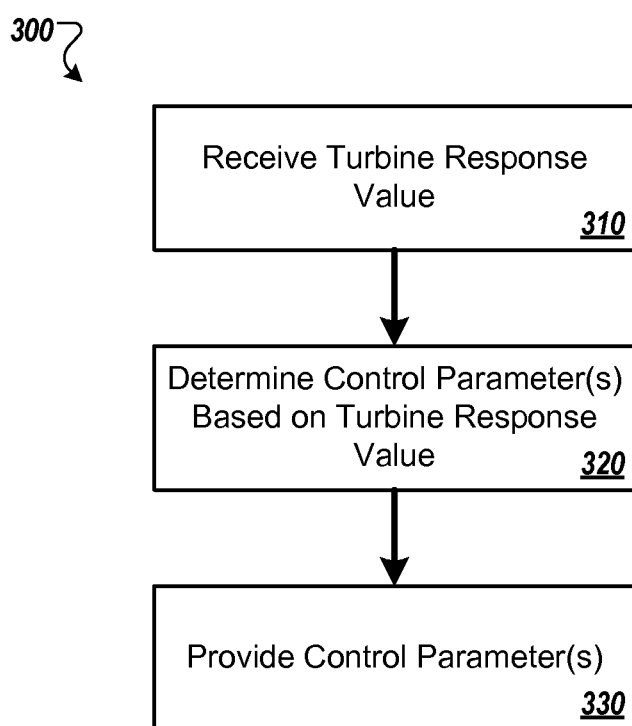 300
Receive Turbine Response
Value
310
Determine Control Parameter(s)
Based on Turbine Response
Value
320
Provide Control Parameter(s)
330